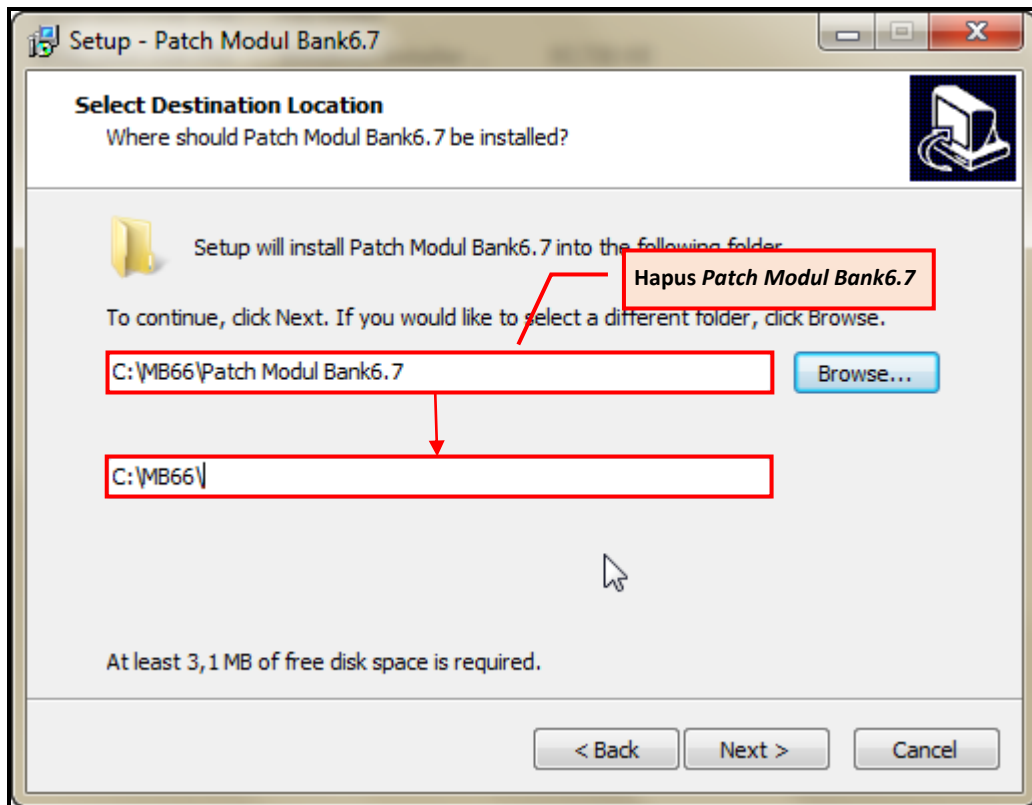 Setup - Patch Modul Bank6.7
Select Destination Location
Where should Patch Modul Bank6.7 be installed?
Setup will install Patch Modul Bank6.7 into the following folder
Hapus Patch Modul Bank6.7
To continue, click Next. If you would like to select a different folder, click Browse.
C:\MB66\Patch Modul Bank6.7
Browse...
C:\MB66\
At least 3,1 MB of free disk space is required.
< Back
Next >
Cancel